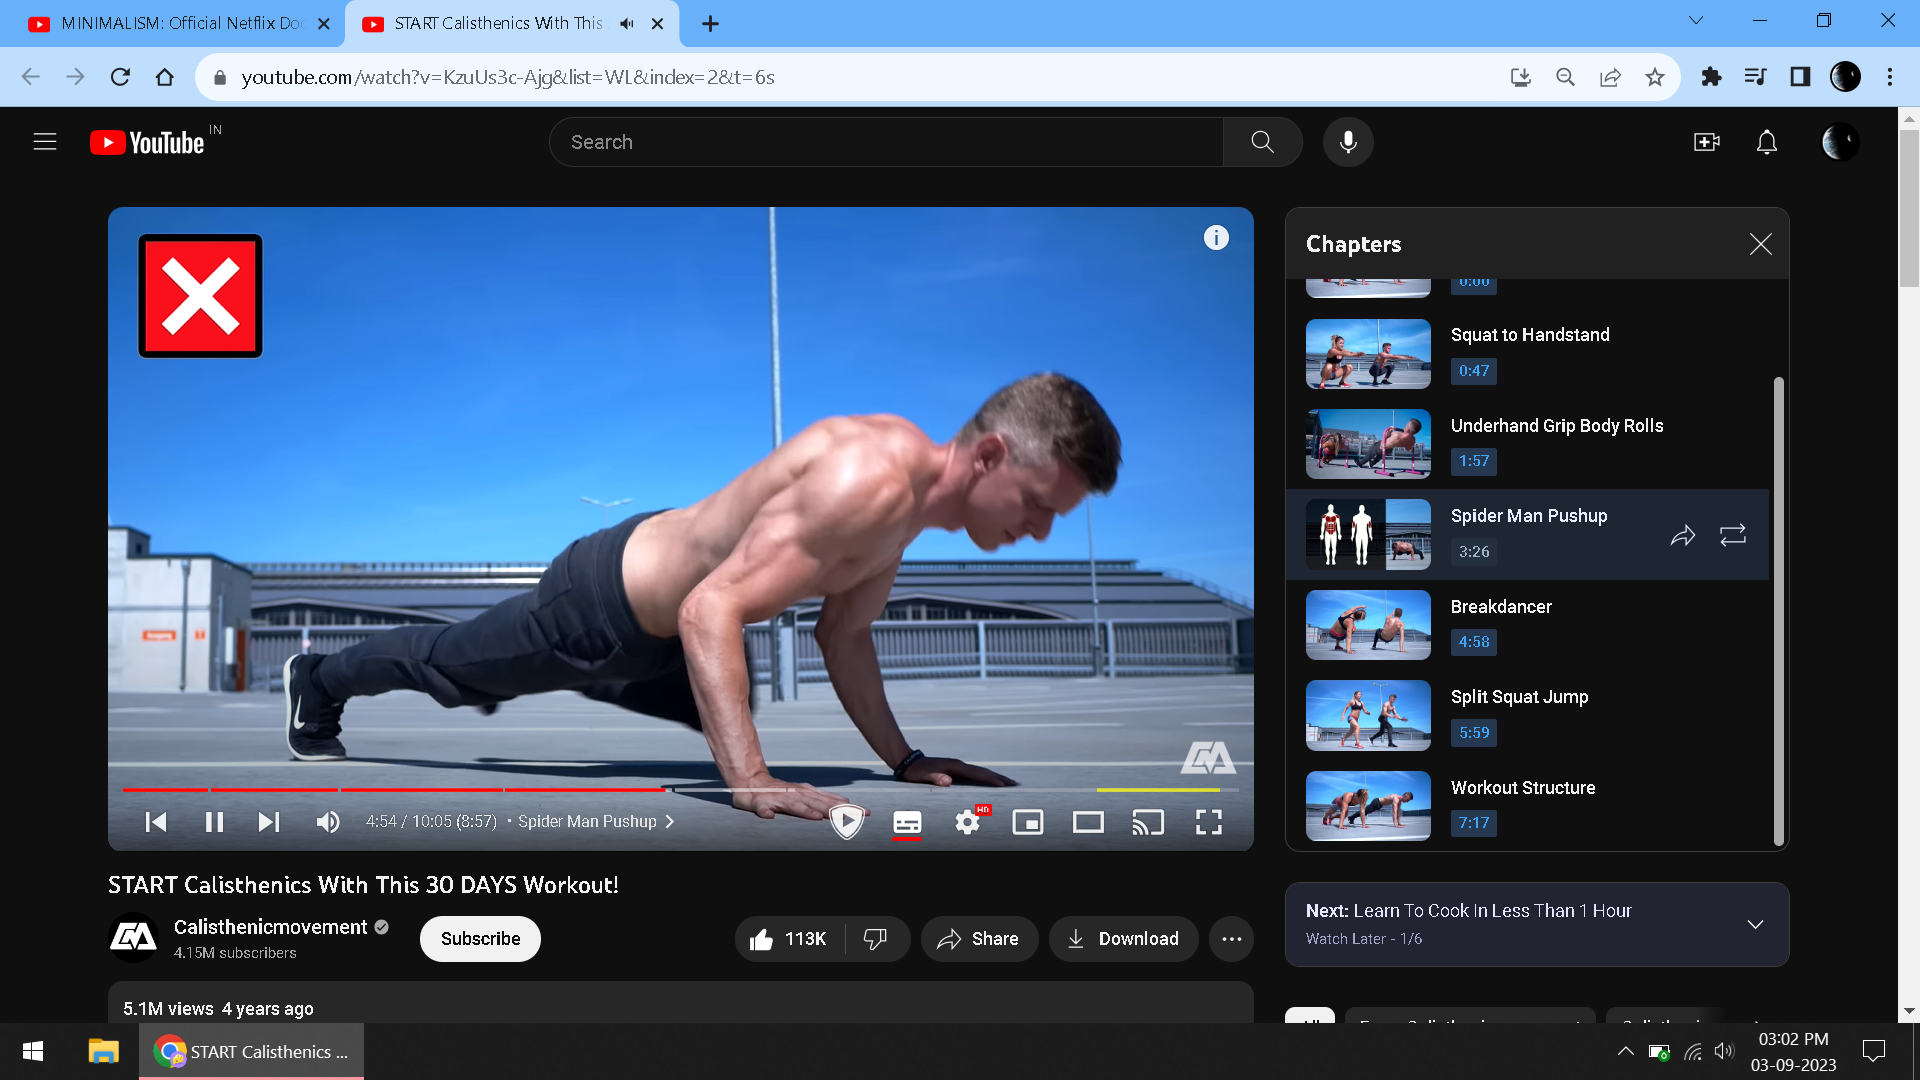 MINIMALISM: Official Netflix Doc
START Calisthenics With This
youtube.com/watch?v=KzuUs3c-Ajg&list=WL&index=2&t=6s
YouTube IN
Search
Chapters
0:00
Squat to Handstand
0:47
Underhand Grip Body Rolls
1:57
Spider Man Pushup
3:26
Breakdancer
4:58
Split Squat Jump
5:59
Workout Structure
7:17
HD
4:54 / 10:05 (8:57) • Spider Man Pushup
START Calisthenics With This 30 DAYS Workout!
Calisthenicmovement
4.15M subscribers
Subscribe
113K
Share
Download
Next: Learn To Cook In Less Than 1 Hour
Watch Later - 1/6
5.1M views 4 years ago
All
START Calisthenics ...
03:02 PM
03-09-2023